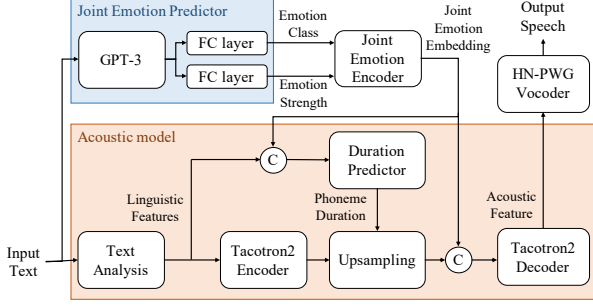 Joint Emotion Predictor
GPT-3
FC layer
FC layer
Emotion
Class
Emotion
Strength
Joint
Emotion
Encoder
Joint
Emotion
Embedding
Output
Speech
HN-PWG
Vocoder
Acoustic model
C
Duration
Predictor
Linguistic
Features
Phoneme
Duration
Acoustic
Feature
Input
Text
Text
Analysis
Tacotron2
Encoder
Upsampling
C
Tacotron2
Decoder